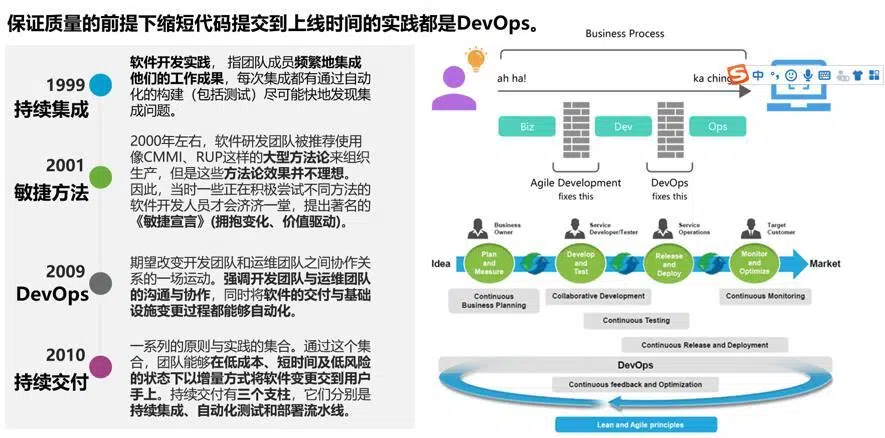 保证质量的前提下缩短代码提交到上线时间的实践都是DevOps。
1999
持续集成
软件开发实践， 指团队成员频繁地集成
他们的工作成果，每次集成都有通过自动
化的构建（包括测试）尽可能快地发现集
成问题。
2001
敏捷方法
2000年左右，软件研发团队被推荐使用
像CMMI、RUP这样的大型方法论来组织
生产，但是这些方法论效果并不理想。
因此，当时一些正在积极尝试不同方法的
软件开发人员才会济济一堂，提出著名的
《敏捷宣言》(拥抱变化、价值驱动)。
2009
DevOps
期望改变开发团队和运维团队之间协作关
系的一场运动。强调开发团队与运维团队
的沟通与协作，同时将软件的交付与基础
设施变更过程都能够自动化。
2010
持续交付
一系列的原则与实践的集合。通过这个集
合，团队能够在低成本、短时间及低风险
的状态下以增量方式将软件变更交到用户
手上。持续交付有三个支柱，它们分别是
持续集成、自动化测试和部署流水线。
Business Process
ah ha!
ka ching
S 中
Biz
Dev
Ops
Agile Development
fixes this
DevOps
fixes this
Business
Owner
Service
Developer/Tester
Service
Operations
Target
Customer
Idea
Plan
and
Measure
Develop
and
Test
Release
and
Deploy
Monitor
and
Optimize
Market
Continuous
Business Planning
Collaborative Development
Continuous Monitoring
Continuous Testing
Continuous Release and Deployment
DevOps
Continuous feedback and Optimization
Lean and Agile principles